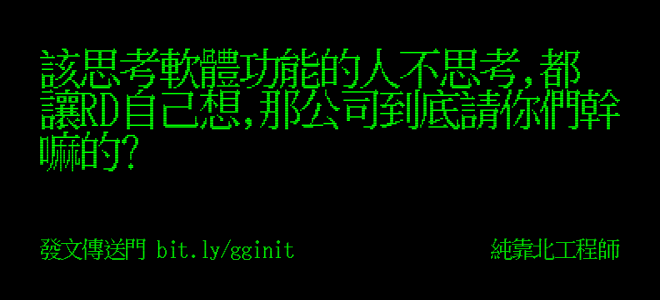 該思考軟體功能的人不思考,都
讓RD自己想,那公司到底請你們幹
嘛的?
發文傳送門 bit.ly/gginit
純靠北工程師